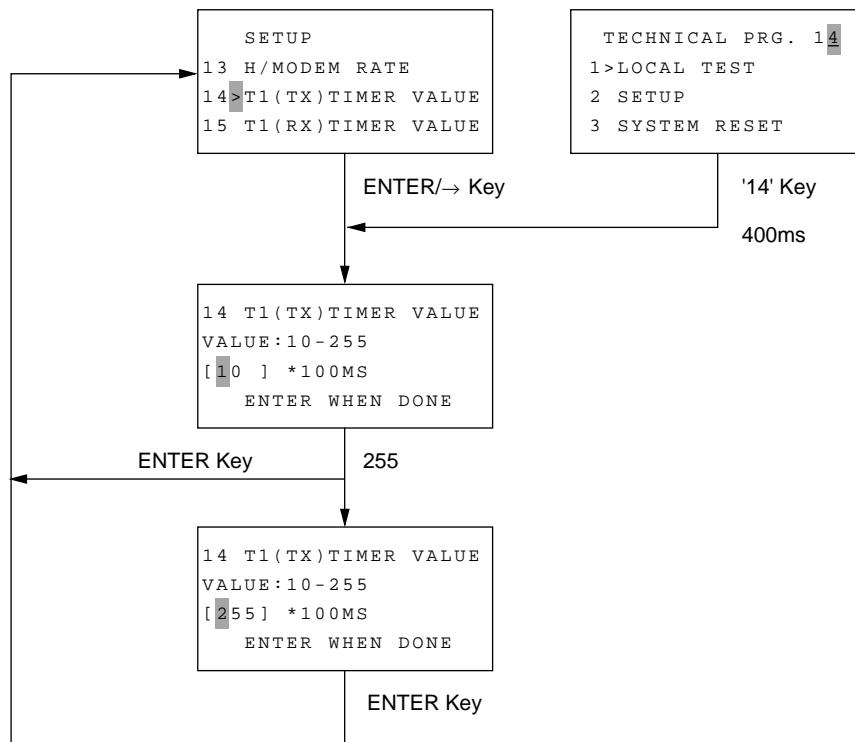 SETUP
13 H/MODEM RATE
14>T1(TX)TIMER VALUE
15 T1(RX)TIMER VALUE
TECHNICAL PRG. 14
1>LOCAL TEST
2 SETUP
3 SYSTEM RESET
ENTER/→ Key
'14' Key
400ms
14 T1(TX)TIMER VALUE
VALUE:10-255
[10 ] *100MS
ENTER WHEN DONE
ENTER Key
255
14 T1(TX)TIMER VALUE
VALUE:10-255
[255] *100MS
ENTER WHEN DONE
ENTER Key